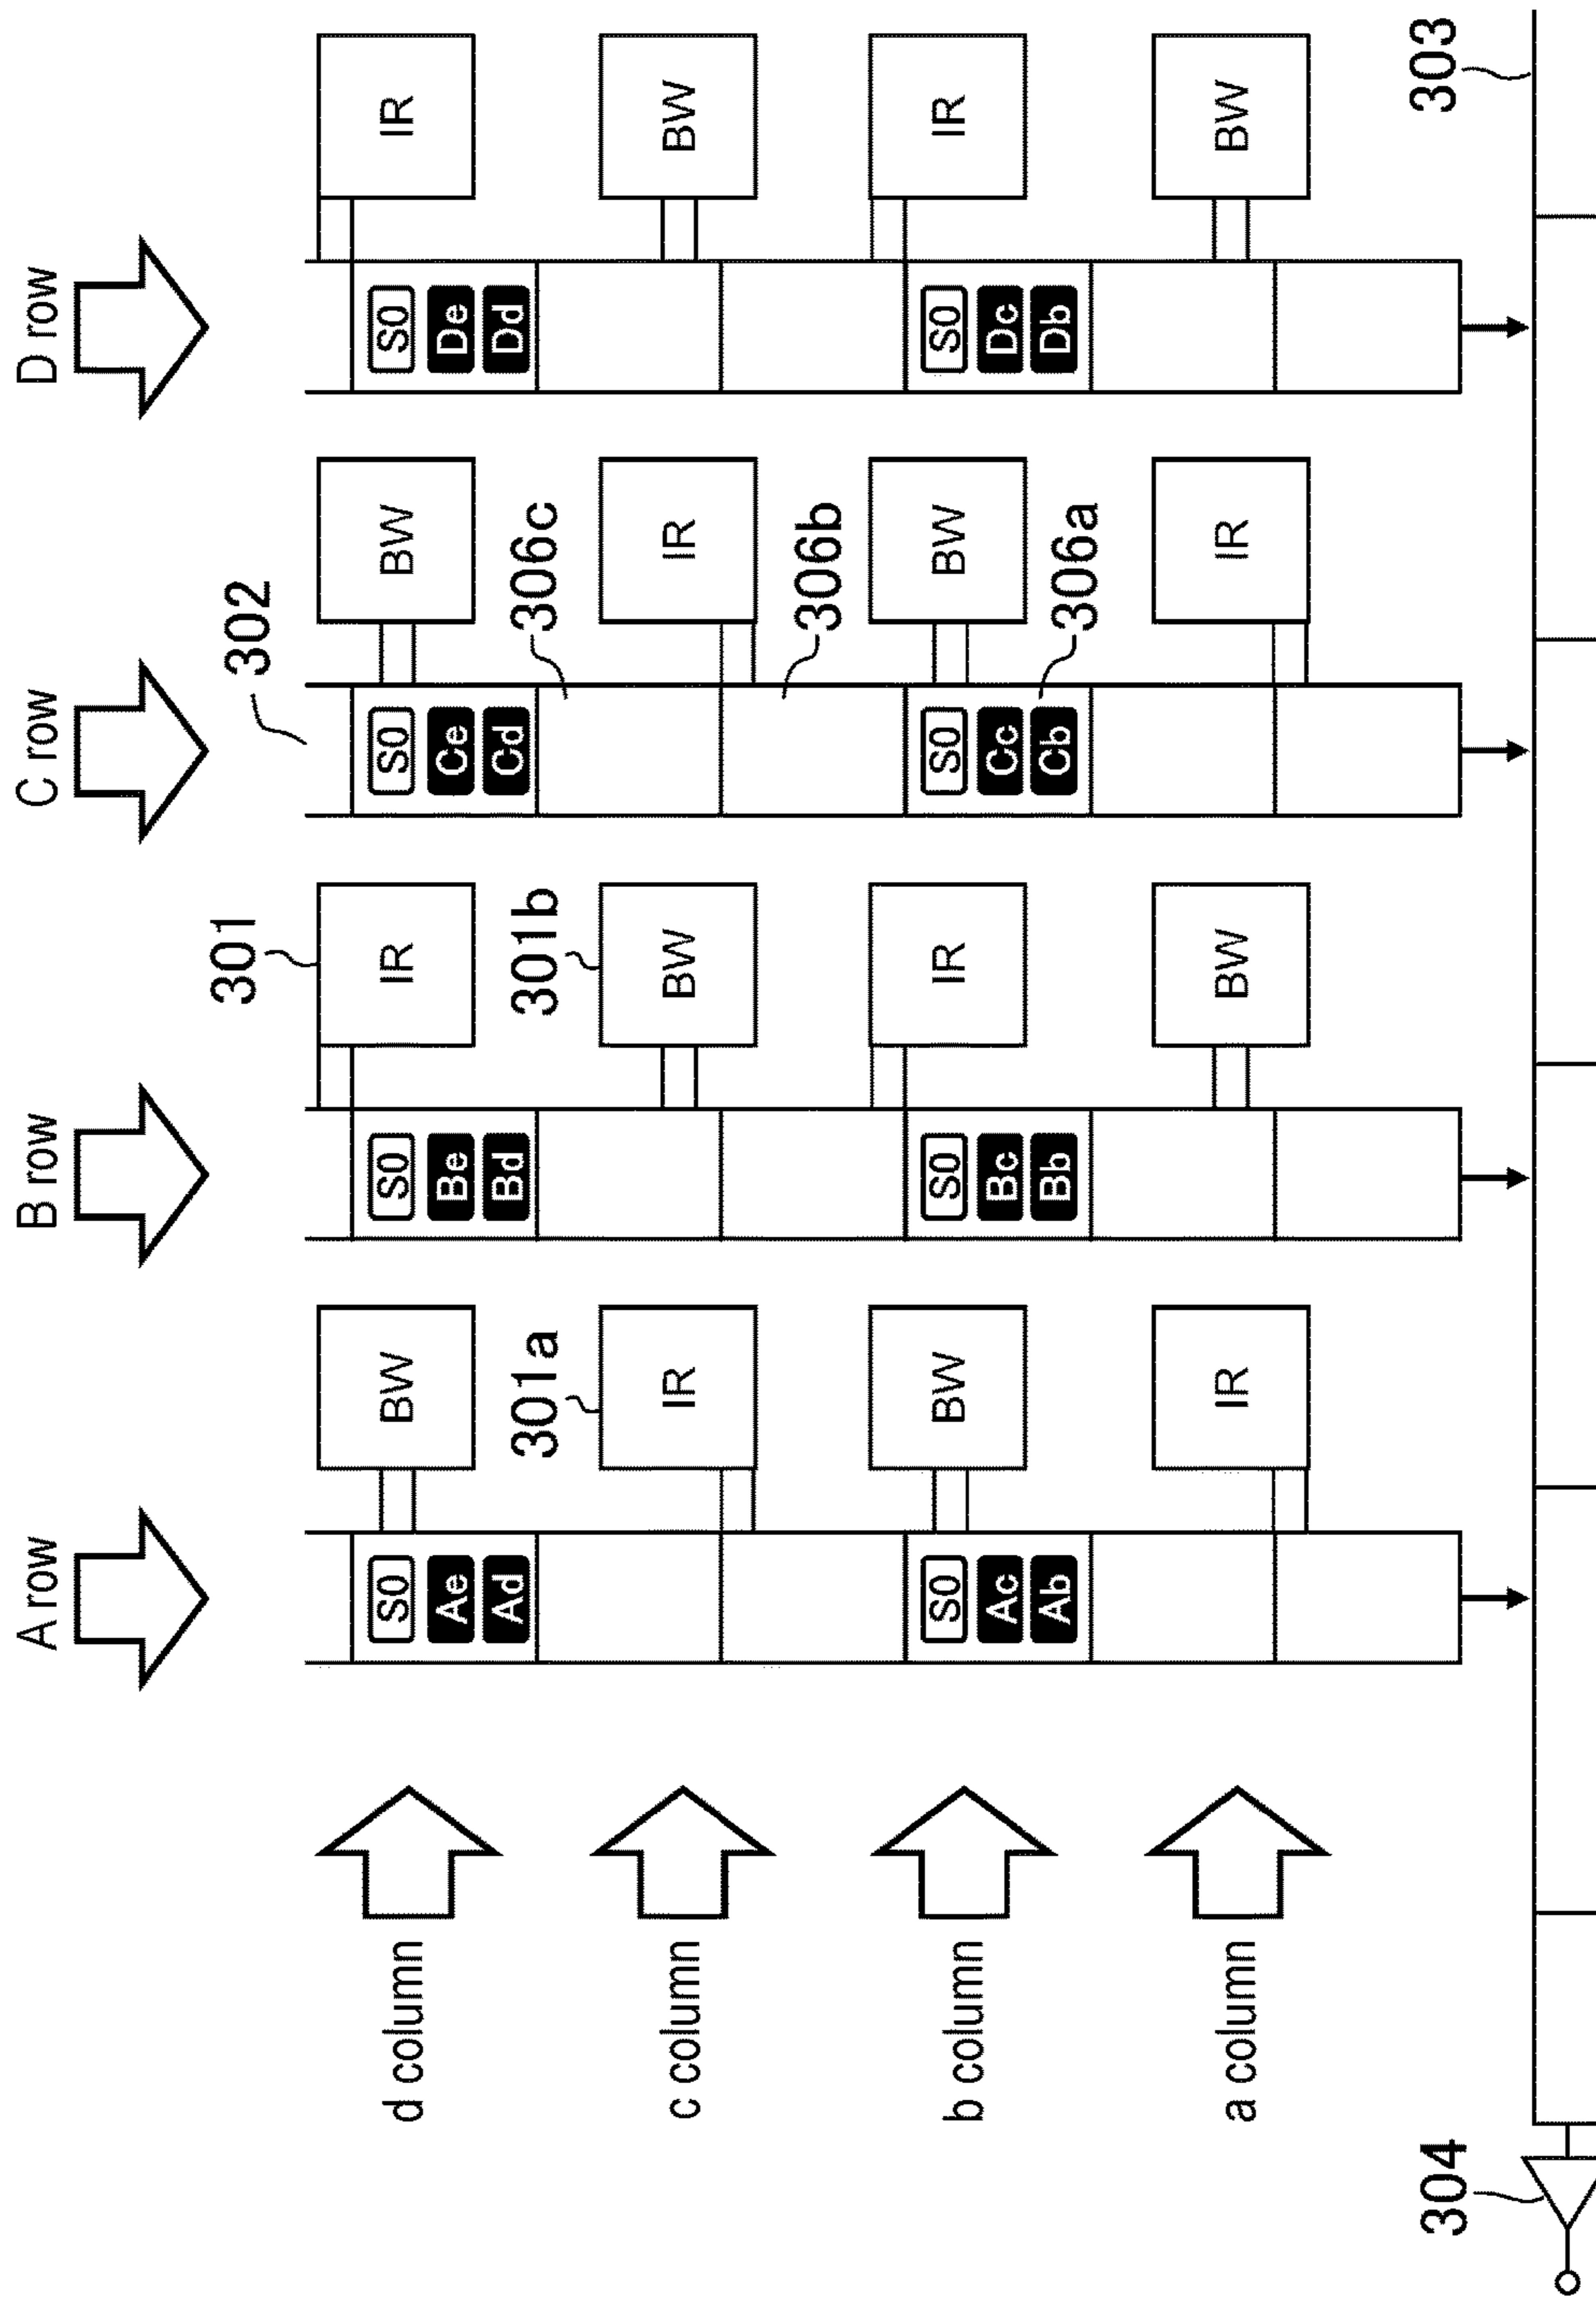 A row B row C row D row
301 302
d column S0 BW S0 IR S0 BW S0 IR
Ae Be Ce De
Ad Bd Cd Dd
301a 301b 306c
c column IR BW IR BW
306b
b column S0 BW S0 IR S0 BW S0 IR
Ac Bc Cc Dc
Ab Bb Cb 306a Db
a column IR BW IR BW
304 303